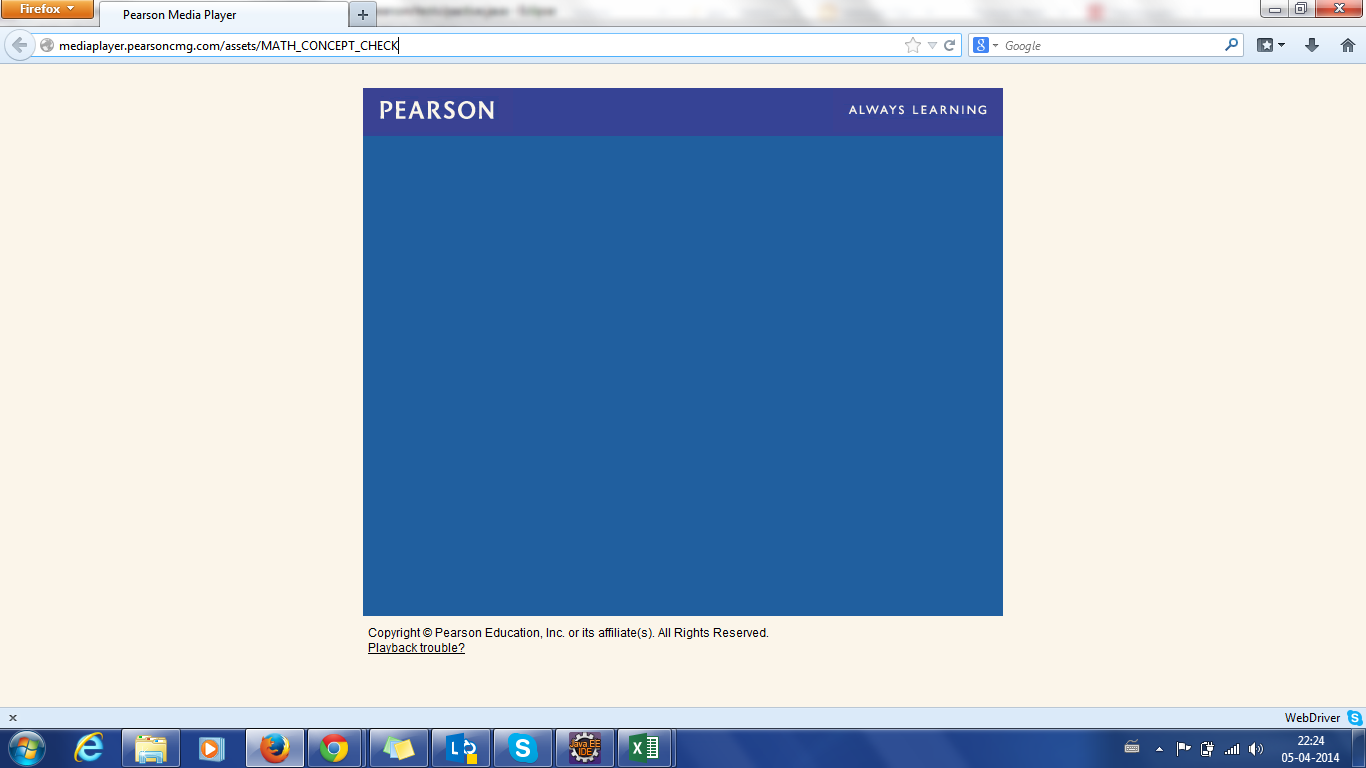 Firefox
Pearson Media Player
mediaplayer.pearsoncmg.com/assets/MATH_CONCEPT_CHECK
Google
PEARSON
ALWAYS LEARNING
Copyright © Pearson Education, Inc. or its affiliate(s). All Rights Reserved.
Playback trouble?
WebDriver
Java EE
IDE
22:24
05-04-2014